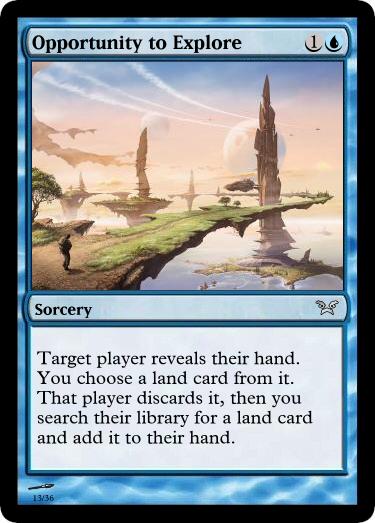 Opportunity to Explore 1
Sorcery
Target player reveals their hand.
You choose a land card from it.
That player discards it, then you
search their library for a land card
and add it to their hand.
13/36